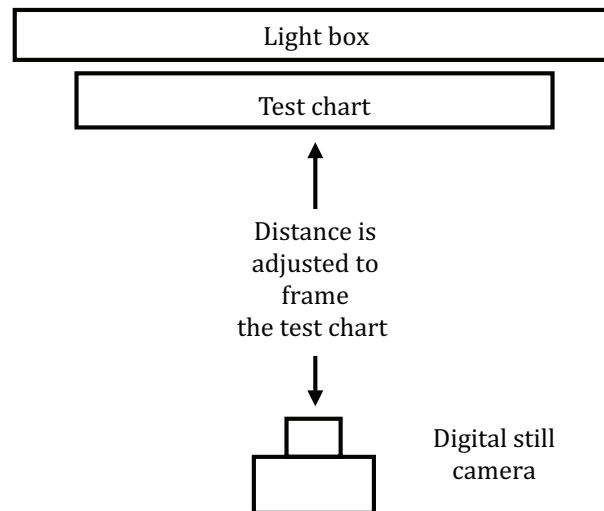 Light box
Test chart
Distance is
adjusted to
frame
the test chart
Digital still
camera